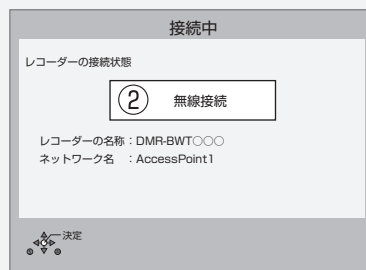 接続中
レコーダーの接続状態
② 無線接続
レコーダーの名称：DMR-BWT○○○
ネットワーク名　：AccessPoint1
決定